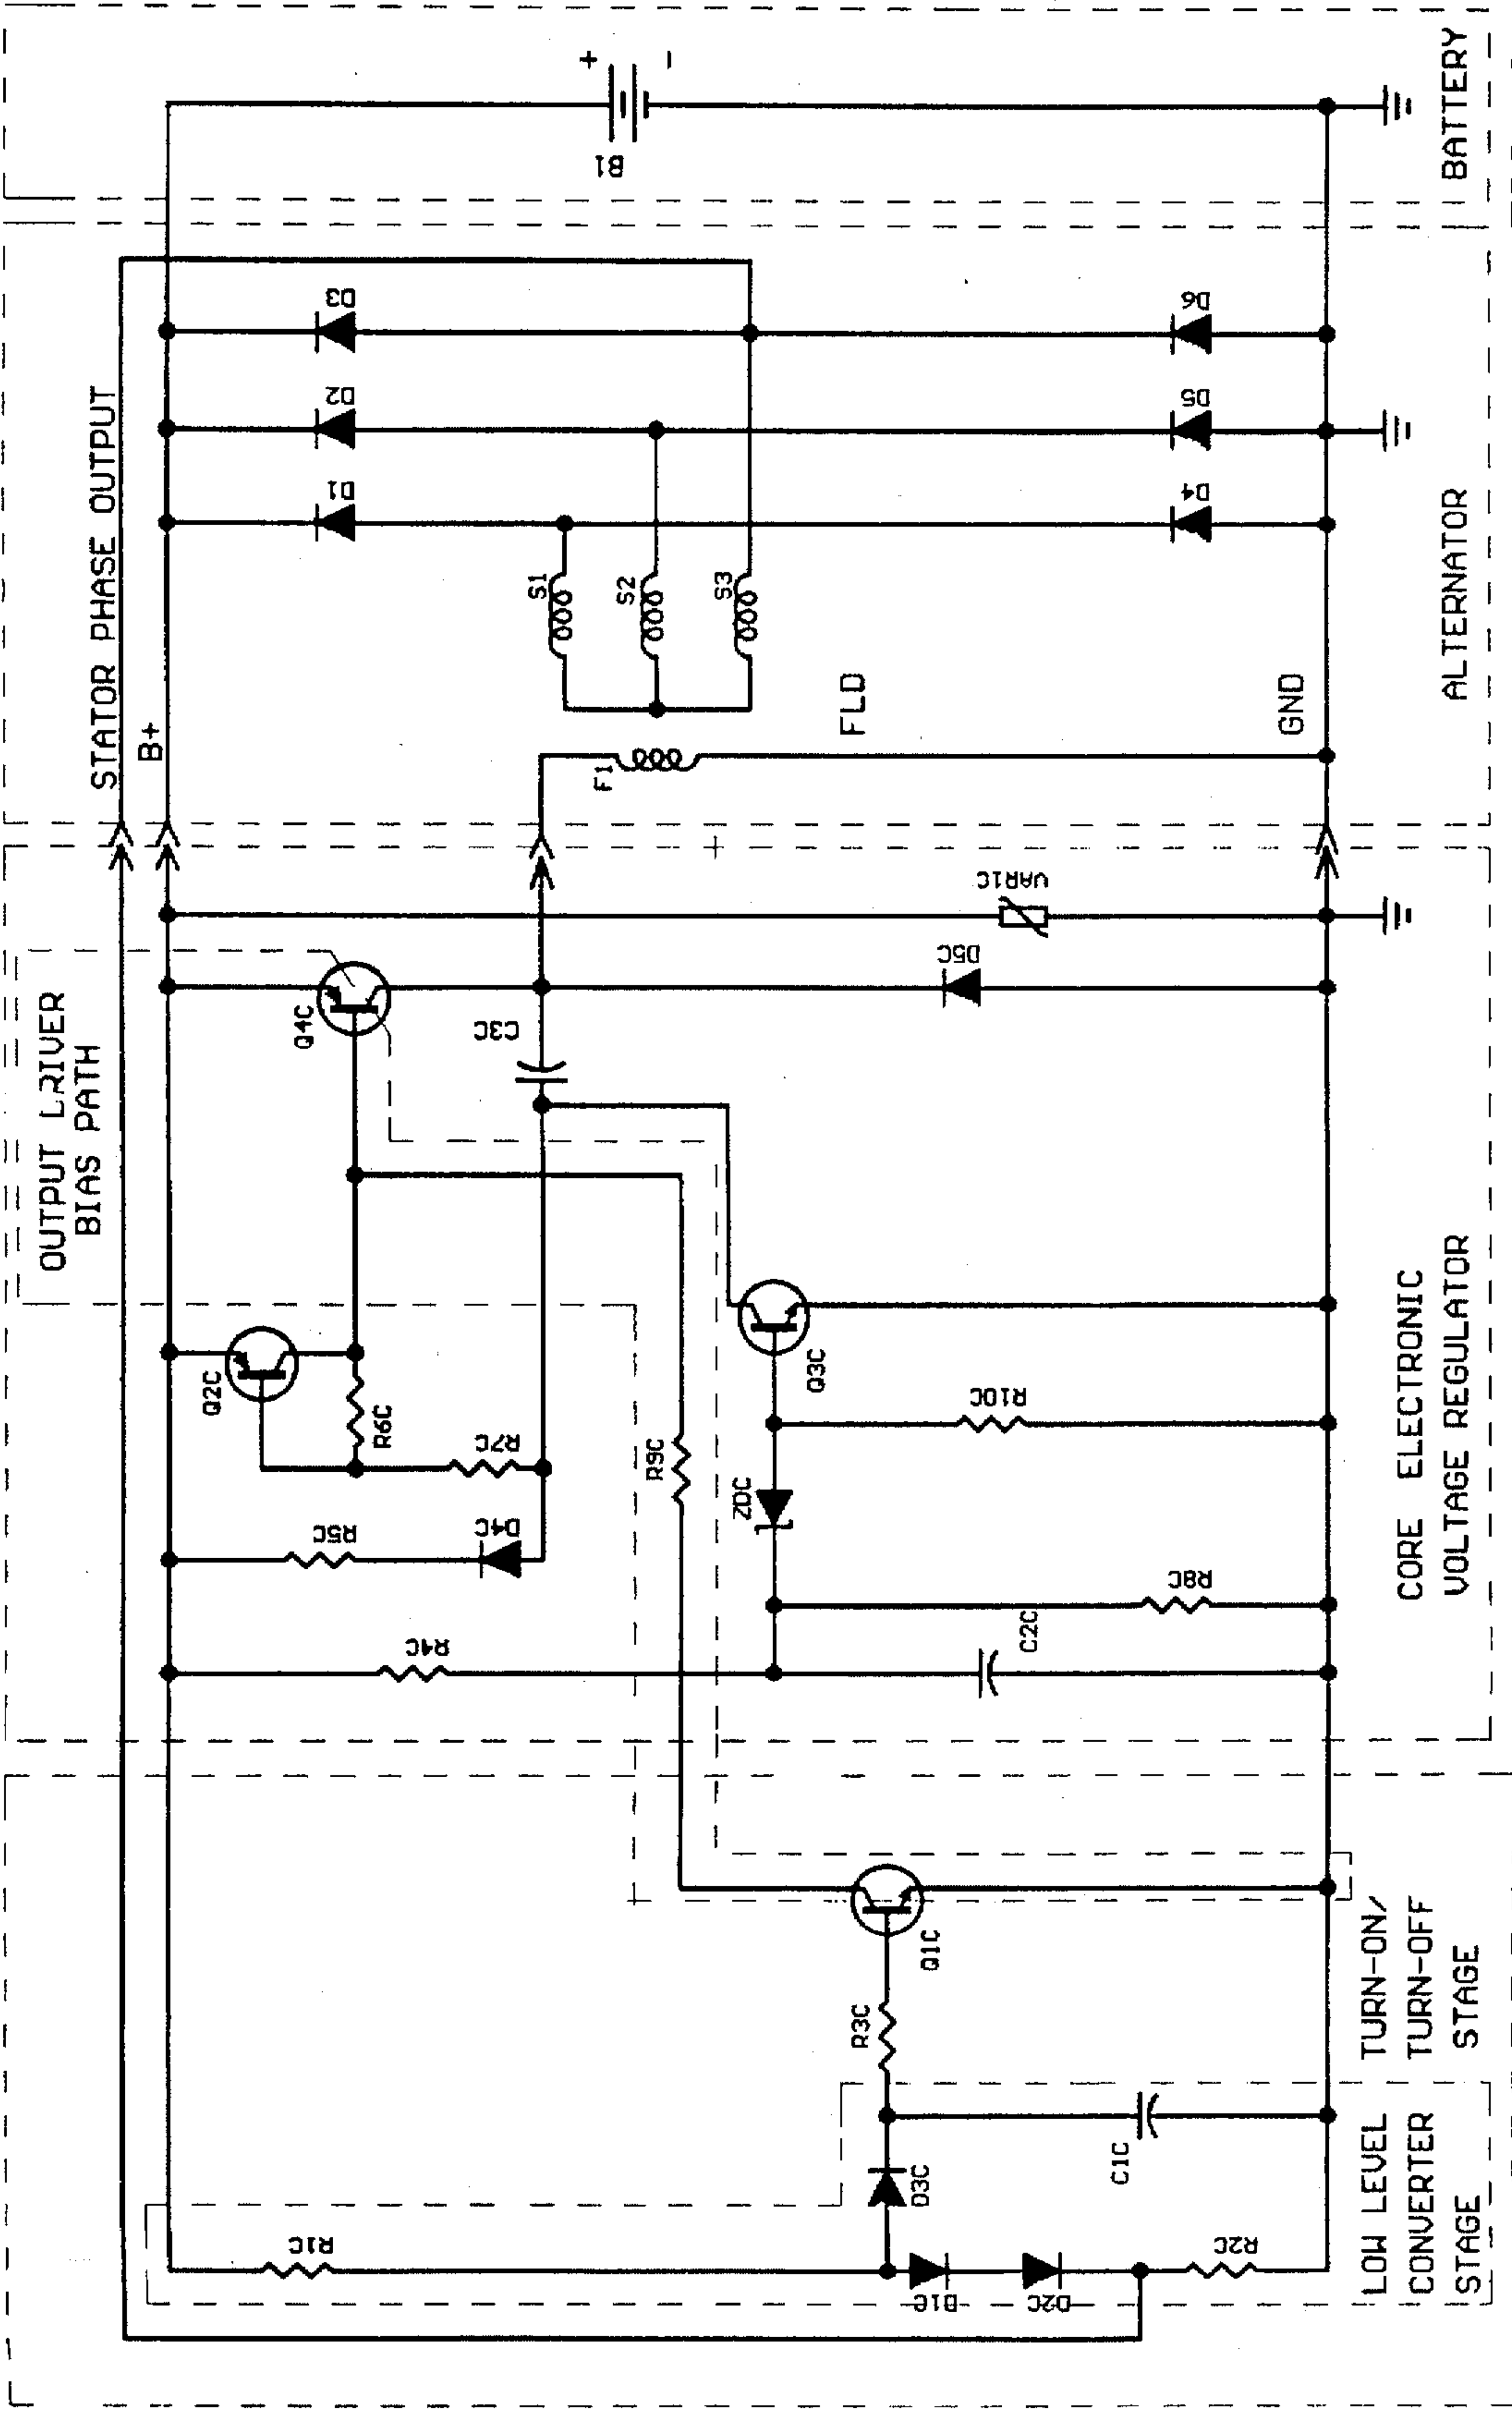 +
-
B1
BATTERY
STATOR PHASE OUTPUT
B+
D3
D2
D1
D6
D5
D4
S1
S2
S3
F1
FLD
GND
ALTERNATOR
OUTPUT LRIVER
BIAS PATH
Q4C
VAR1C
D5C
C3C
Q2C
R6C
R7C
Q3C
R10C
R9C
ZDC
R5C
D4C
R8C
R4C
C2C
CORE ELECTRONIC
VOLTAGE REGULATOR
Q1C
R3C
TURN-ON/
TURN-OFF
STAGE
C1C
D3C
R1C
D1C
D2C
R2C
LOW LEVEL
CONVERTER
STAGE